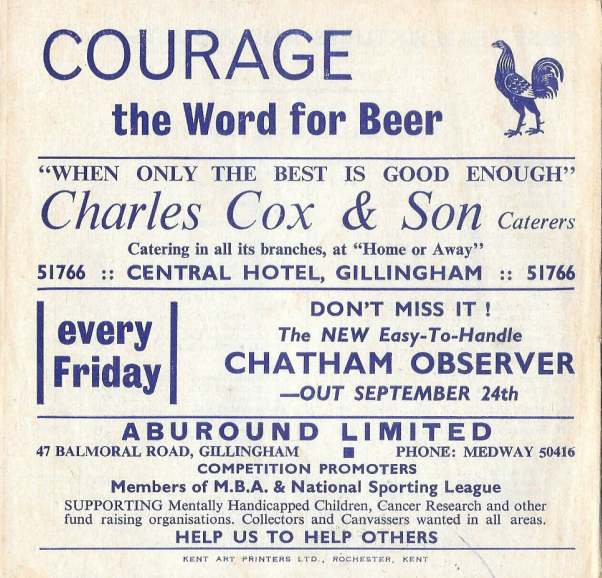 COURAGE
the Word for Beer
“WHEN ONLY THE BEST IS GOOD ENOUGH”
Charles Cox & Son Caterers
Catering in all its branches, at “Home or Away”
51766 :: CENTRAL HOTEL, GILLINGHAM :: 51766
every
Friday
DON'T MISS IT !
The NEW Easy-To-Handle
CHATHAM OBSERVER
—OUT SEPTEMBER 24th
ABUROUND LIMITED
47 BALMORAL ROAD, GILLINGHAM ■ PHONE: MEDWAY 50416
COMPETITION PROMOTERS
Members of M.B.A. & National Sporting League
SUPPORTING Mentally Handicapped Children, Cancer Research and other
fund raising organisations. Collectors and Canvassers wanted in all areas.
HELP US TO HELP OTHERS
KENT ART PRINTERS LTD., ROCHESTER, KENT